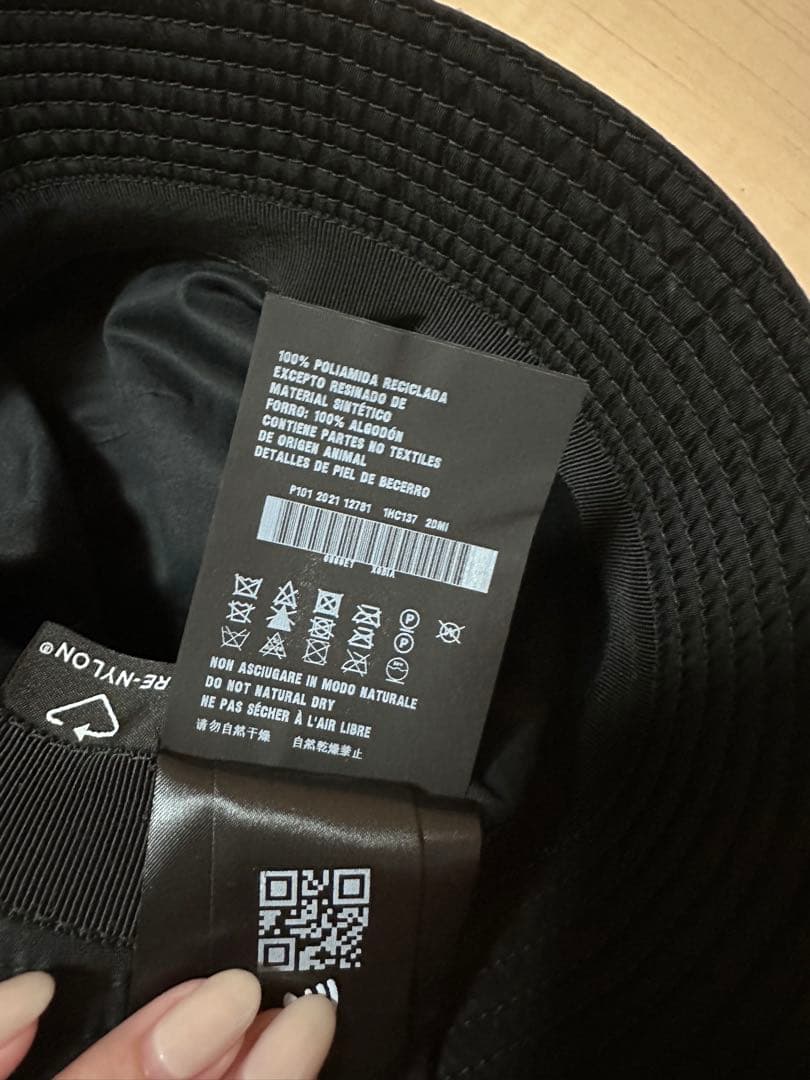 100% POLIAMIDA RECICLADA
EXCEPTO RESINADO DE
MATERIAL SINTÉTICO
FORRO: 100% ALGODÓN
CONTIENE PARTES NO TEXTILES
DE ORIGEN ANIMAL
DETALLES DE PIEL DE BECERRO
P101 2021 12781 1HC137 2DMI
P
P
NON ASCIUGARE IN MODO NATURALE
DO NOT NATURAL DRY
NE PAS SÉCHER À L'AIR LIBRE
请勿自然干燥 自然乾燥禁止
RE-NYLON®